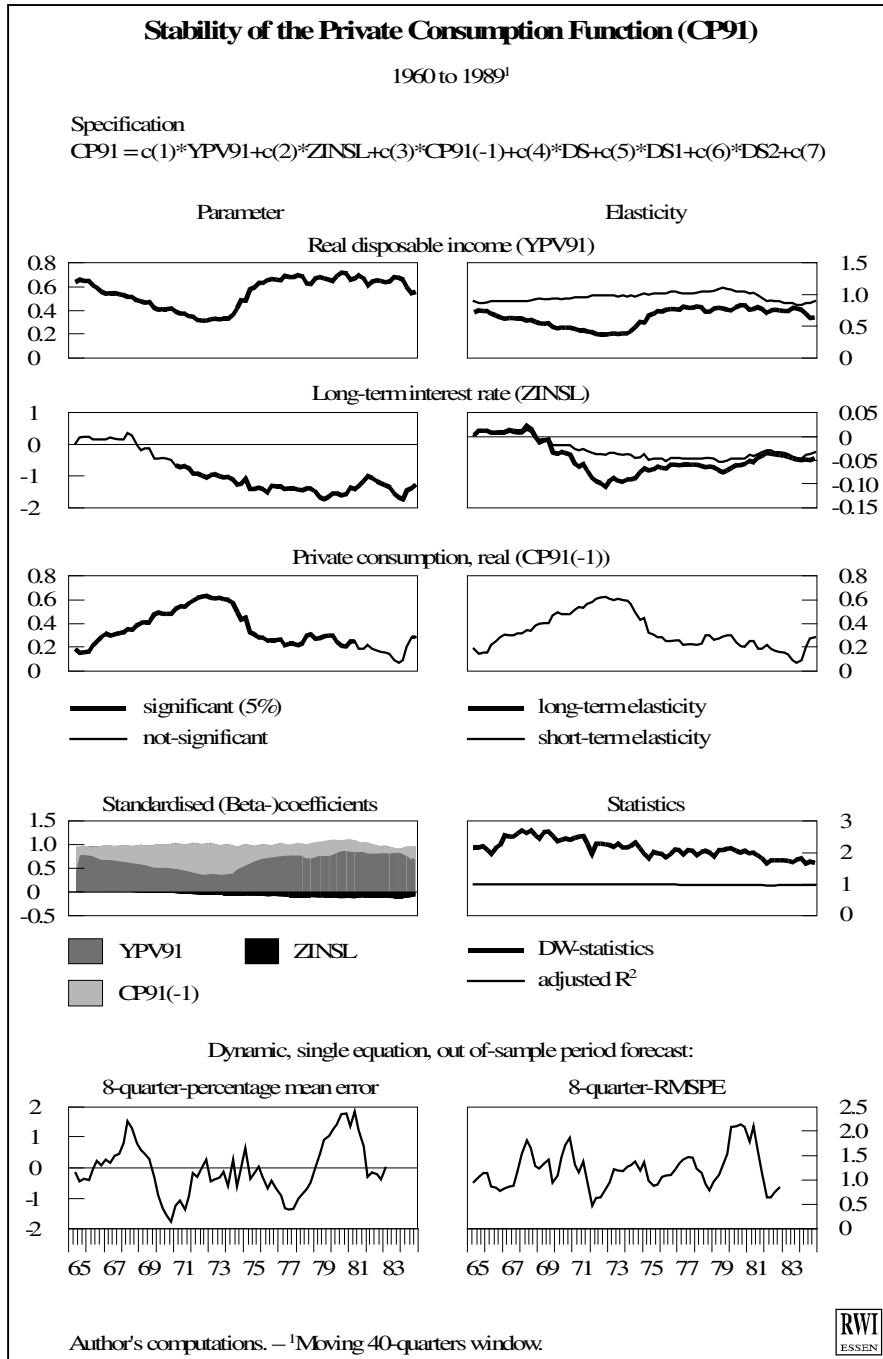 Stability of the Private Consumption Function (CP91)
1960 to 1989¹
Specification
CP91 = c(1)*YPV91+c(2)*ZINSL+c(3)*CP91(-1)+c(4)*DS+c(5)*DS1+c(6)*DS2+c(7)
Parameter Elasticity
Real disposable income (YPV91)
0.8
0.6
0.4
0.2
0
1.5
1.0
0.5
0
Long-term interest rate (ZINSL)
1
0
-1
-2
0.05
0
-0.05
-0.10
-0.15
Private consumption, real (CP91(-1))
0.8
0.6
0.4
0.2
0
0.8
0.6
0.4
0.2
0
significant (5%)
not-significant
long-term elasticity
short-term elasticity
Standardised (Beta-)coefficients
1.5
1.0
0.5
0
-0.5
Statistics
3
2
1
0
YPV91 ZINSL
CP91(-1)
DW-statistics
adjusted R²
Dynamic, single equation, out of-sample period forecast:
8-quarter-percentage mean error
2
1
0
-1
-2
65 67 69 71 73 75 77 79 81 83
8-quarter-RMSPE
2.5
2.0
1.5
1.0
0.5
0
65 67 69 71 73 75 77 79 81 83
Author's computations. – ¹Moving 40-quarters window.
RWI
ESSEN